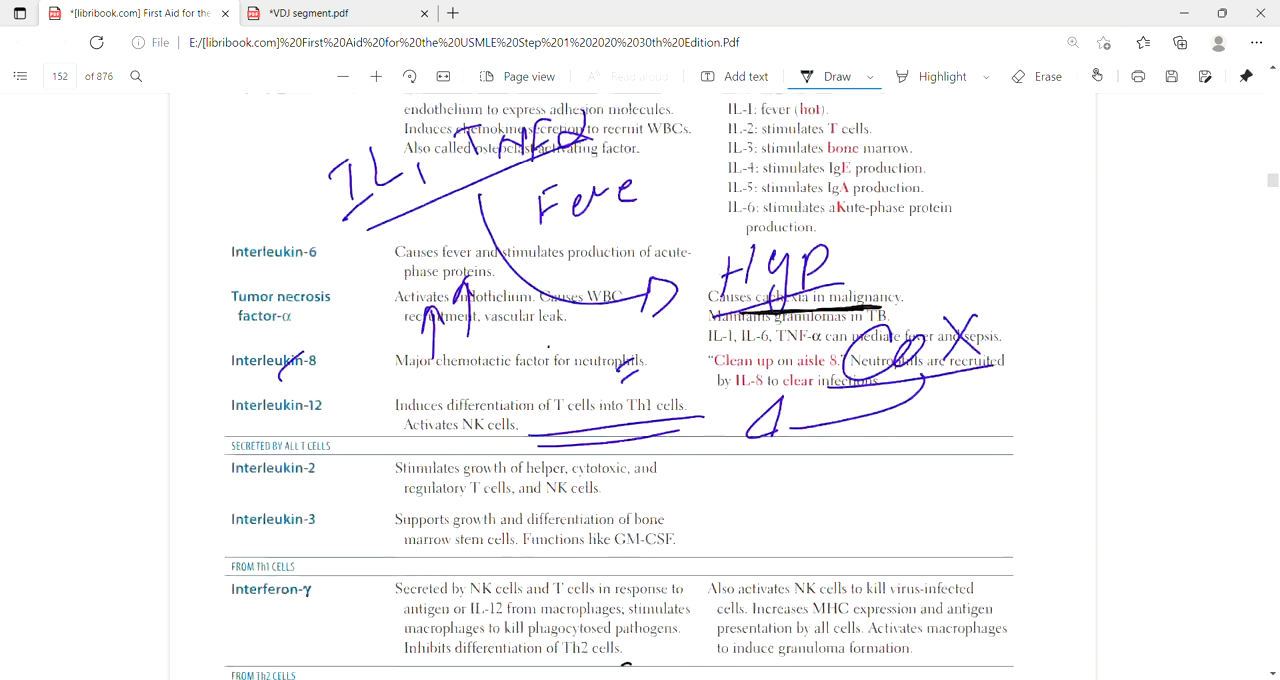 *[libribook.com] First Aid for the
*VDJ segment.pdf
File
E:/[libribook.com]%20First%20Aid%20for%20the%20USMLE%20Step%201%202020%2030th%20Edition.Pdf
152 of 876
Page view
Read aloud
Add text
Draw
Highlight
Erase
endothelium to express adhesion molecules.
Induces chemokine secretion to recruit WBCs.
Also called osteoclast-activating factor.
IL-1: fever (hot).
IL-2: stimulates T cells.
IL-3: stimulates bone marrow.
IL-4: stimulates IgE production.
IL-5: stimulates IgA production.
IL-6: stimulates aKute-phase protein
production.
IL1 TNFα
Feve
Hyp
Cox
Interleukin-6
Causes fever and stimulates production of acute-
phase proteins.
Tumor necrosis
factor-α
Activates endothelium. Causes WBC
recruitment, vascular leak.
Causes cachexia in malignancy.
Maintains granulomas in TB.
IL-1, IL-6, TNF-α can mediate fever and sepsis.
Interleukin-8
Major chemotactic factor for neutrophils.
“Clean up on aisle 8.” Neutrophils are recruited
by IL-8 to clear infections.
Interleukin-12
Induces differentiation of T cells into Th1 cells.
Activates NK cells.
SECRETED BY ALL T CELLS
Interleukin-2
Stimulates growth of helper, cytotoxic, and
regulatory T cells, and NK cells.
Interleukin-3
Supports growth and differentiation of bone
marrow stem cells. Functions like GM-CSF.
FROM Th1 CELLS
Interferon-γ
Secreted by NK cells and T cells in response to
antigen or IL-12 from macrophages; stimulates
macrophages to kill phagocytosed pathogens.
Inhibits differentiation of Th2 cells.
Also activates NK cells to kill virus-infected
cells. Increases MHC expression and antigen
presentation by all cells. Activates macrophages
to induce granuloma formation.
FROM Th2 CELLS